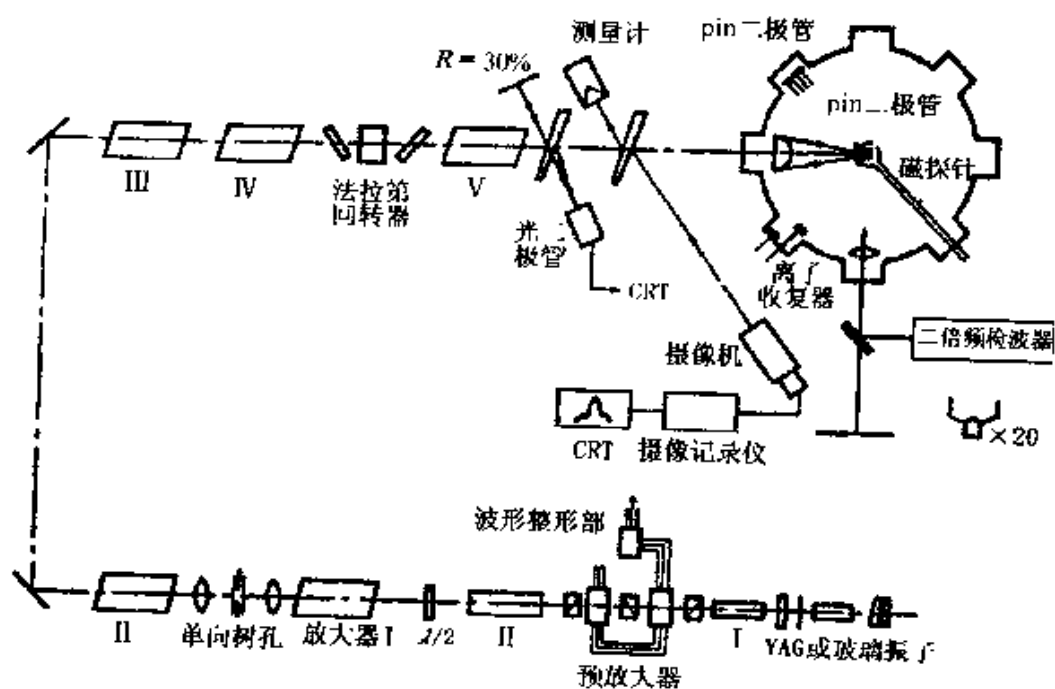 测量计
pin二极管
R = 30%
pin二极管
磁探针
III
IV
法拉第
回转器
V
光二
极管
CRT
离子
收复器
二倍频检波器
摄像机
×20
CRT
摄像记录仪
波形整形部
II
单向树孔
放大器 I
λ/2
II
I
YAG或玻璃振子
预放大器